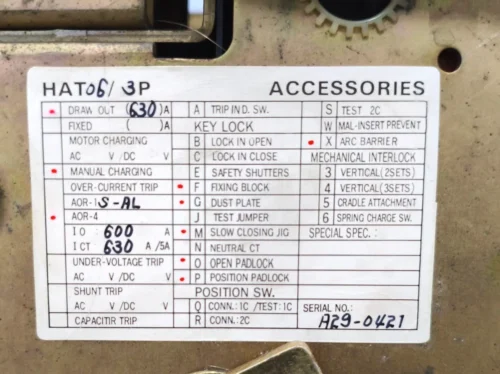 HAT06/3P ACCESSORIES
DRAW OUT (630)A
FIXED ( )A
MOTOR CHARGING
AC V /DC V
MANUAL CHARGING
OVER-CURRENT TRIP
AOR-1S-AL
AOR-4
IO: 600 A
ICT 630 A /5A
UNDER-VOLTAGE TRIP
AC V /DC V
SHUNT TRIP
AC V /DC V
CAPACITIR TRIP
A TRIP IND. SW.
KEY LOCK
B LOCK IN OPEN
C LOCK IN CLOSE
E SAFETY SHUTTERS
F FIXING BLOCK
G DUST PLATE
J TEST JUMPER
M SLOW CLOSING JIG
N NEUTRAL CT
O OPEN PADLOCK
P POSITION PADLOCK
POSITION SW.
Q CONN.: 1C /TEST: 1C
R CONN.: 2C
S TEST 2C
W MAL-INSERT PREVENT
X ARC BARRIER
MECHANICAL INTERLOCK
3 VERTICAL (2SETS)
4 VERTICAL (3SETS)
5 CRADLE ATTACHMENT
6 SPRING CHARGE SW.
SPECIAL SPEC.:
SERIAL NO.:
A29-0421